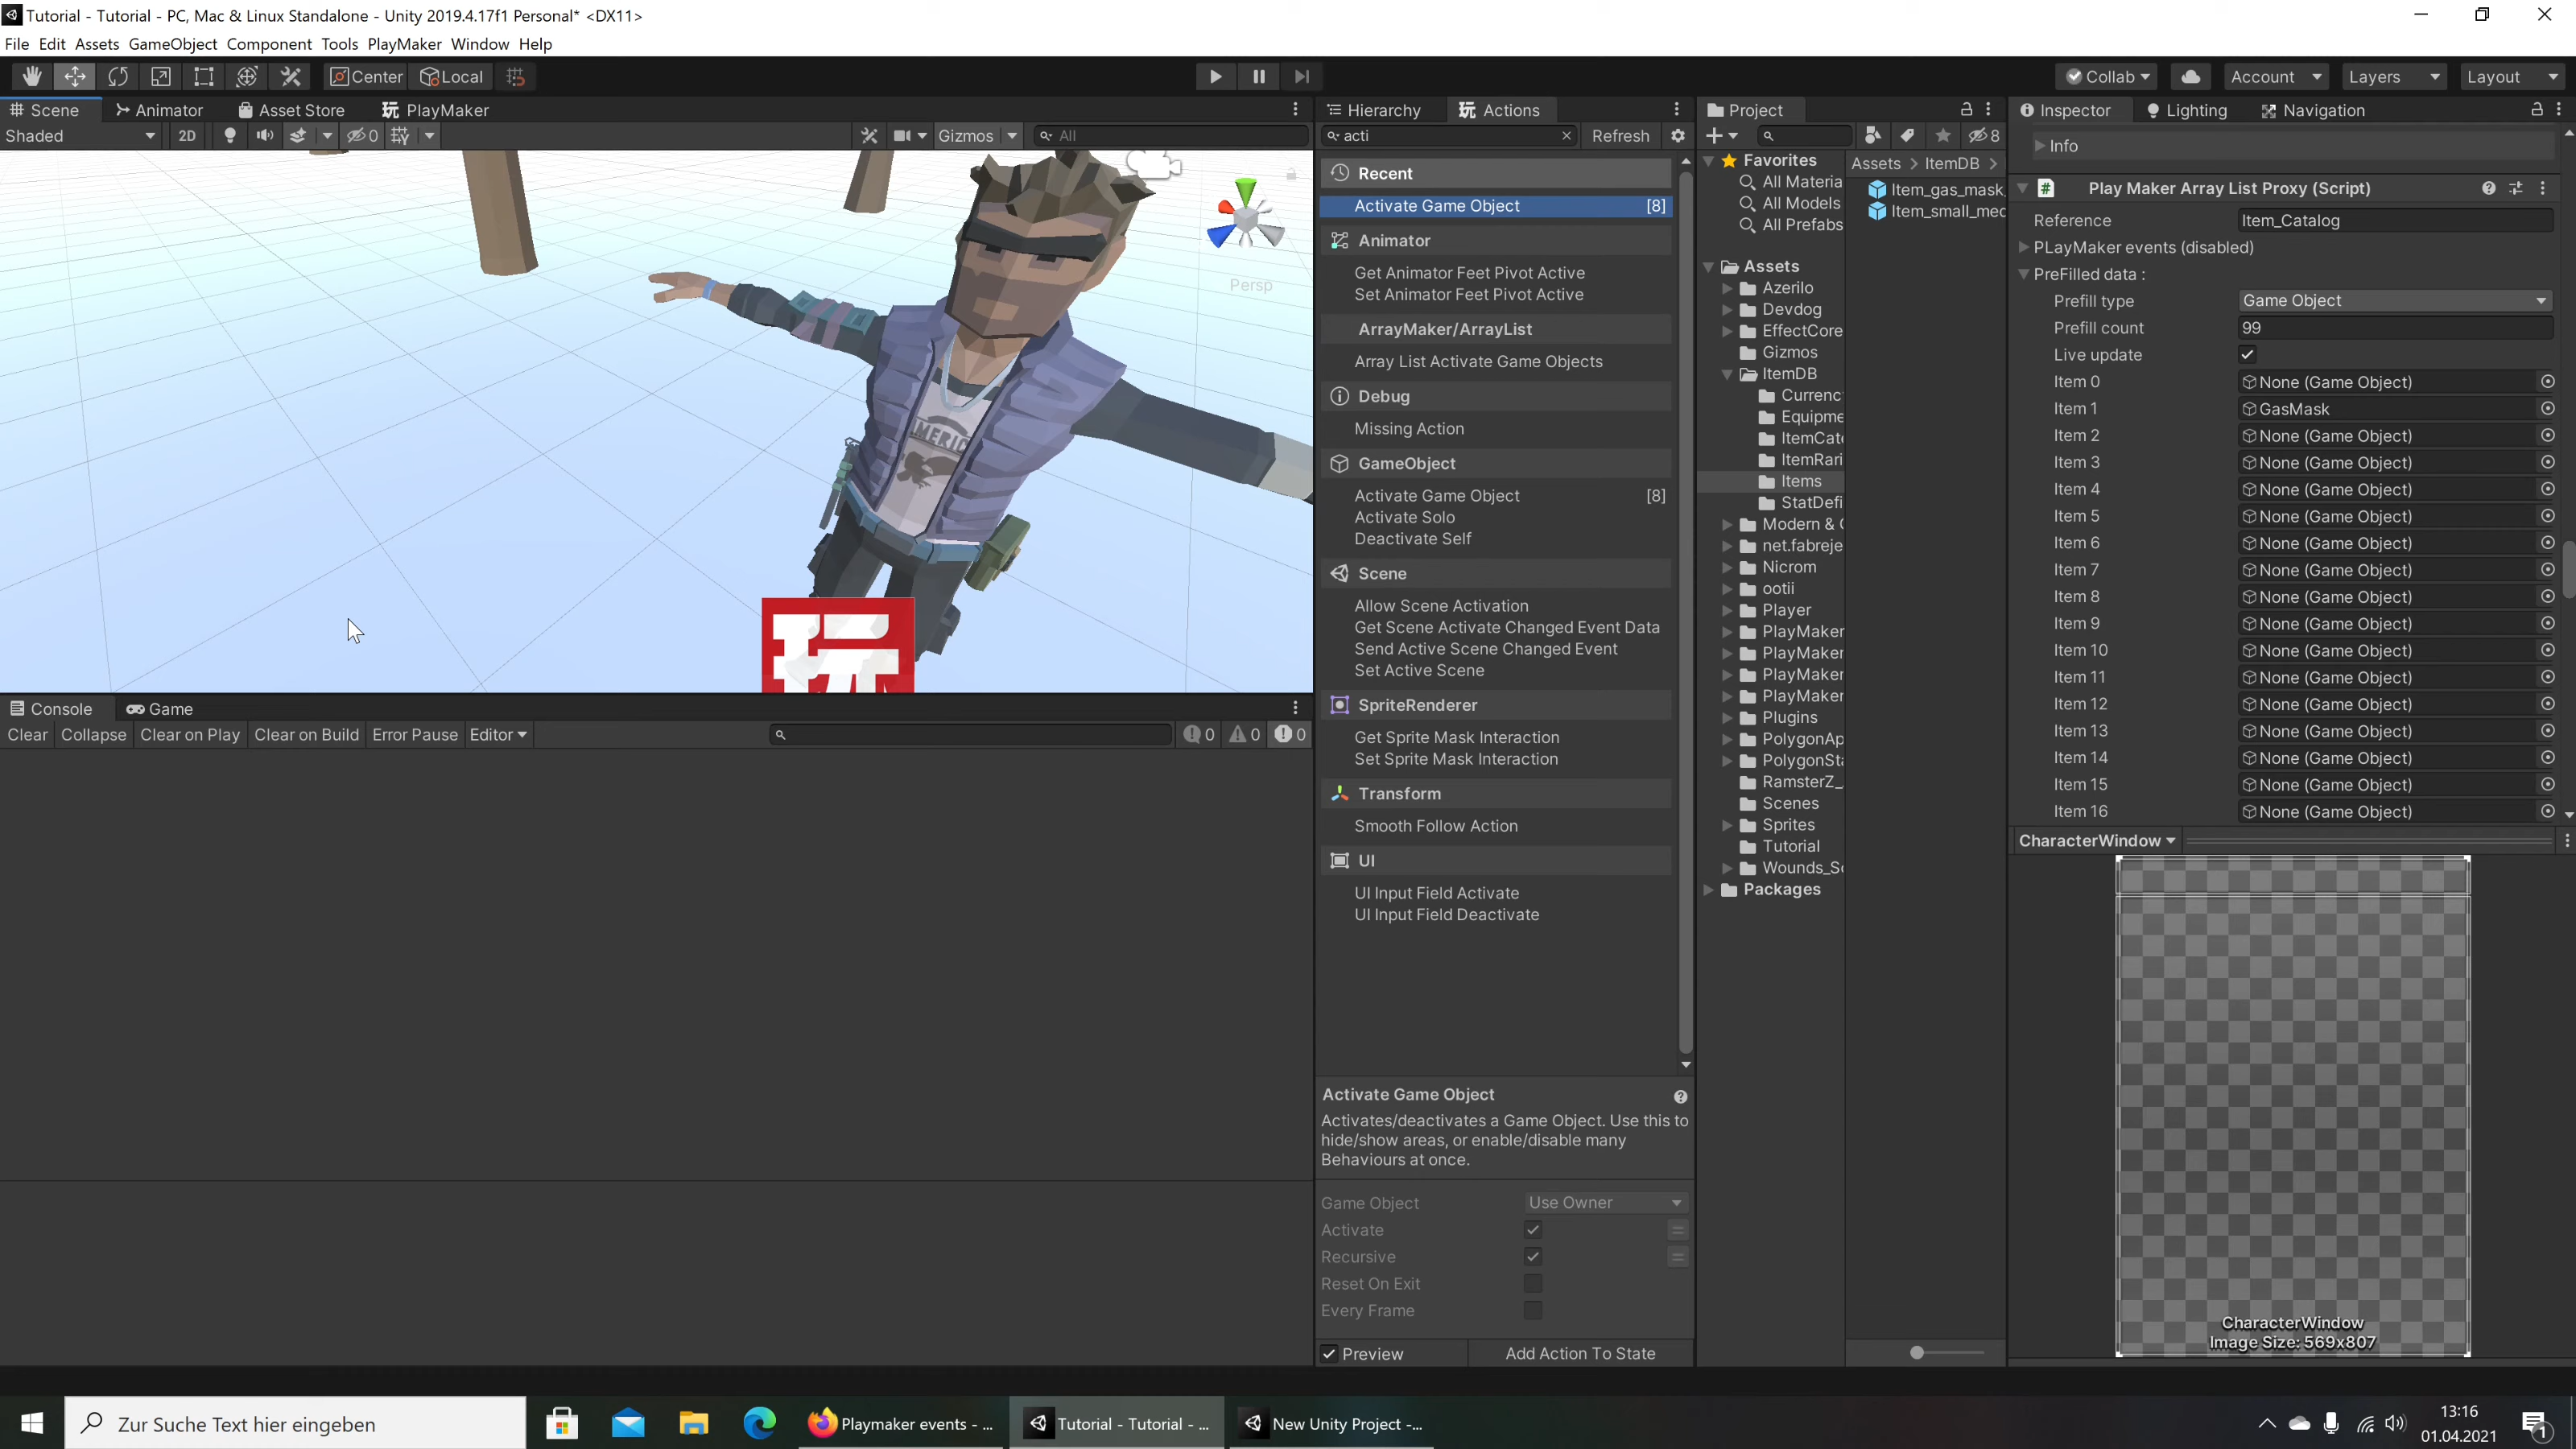 Tutorial - Tutorial - PC, Mac & Linux Standalone - Unity 2019.4.17f1 Personal* <DX11>
File Edit Assets GameObject Component Tools PlayMaker Window Help
Center Local
Collab Account Layers Layout
Scene Animator Asset Store PlayMaker
Shaded 2D 0 Gizmos All
Persp
AMERIC
玩
Console Game
Clear Collapse Clear on Play Clear on Build Error Pause Editor 0 0 0
Hierarchy Actions
acti Refresh
Recent
Activate Game Object [8]
Animator
Get Animator Feet Pivot Active
Set Animator Feet Pivot Active
ArrayMaker/ArrayList
Array List Activate Game Objects
Debug
Missing Action
GameObject
Activate Game Object [8]
Activate Solo
Deactivate Self
Scene
Allow Scene Activation
Get Scene Activate Changed Event Data
Send Active Scene Changed Event
Set Active Scene
SpriteRenderer
Get Sprite Mask Interaction
Set Sprite Mask Interaction
Transform
Smooth Follow Action
UI
UI Input Field Activate
UI Input Field Deactivate
Activate Game Object
Activates/deactivates a Game Object. Use this to
hide/show areas, or enable/disable many
Behaviours at once.
Game Object Use Owner
Activate
Recursive
Reset On Exit
Every Frame
Preview Add Action To State
Project
8
Favorites
All Materia
All Models
All Prefabs
Assets
Azerilo
Devdog
EffectCore
Gizmos
ItemDB
Currenc
Equipme
ItemCate
ItemRari
Items
StatDefi
Modern & C
net.fabreje
Nicrom
ootii
Player
PlayMaker
PlayMaker
PlayMaker
PlayMaker
Plugins
PolygonAp
PolygonSta
RamsterZ_
Scenes
Sprites
Tutorial
Wounds_Sc
Packages
Assets > ItemDB >
Item_gas_mask_
Item_small_med
Inspector Lighting Navigation
Info
# Play Maker Array List Proxy (Script)
Reference Item_Catalog
PLayMaker events (disabled)
PreFilled data :
Prefill type Game Object
Prefill count 99
Live update
Item 0 None (Game Object)
Item 1 GasMask
Item 2 None (Game Object)
Item 3 None (Game Object)
Item 4 None (Game Object)
Item 5 None (Game Object)
Item 6 None (Game Object)
Item 7 None (Game Object)
Item 8 None (Game Object)
Item 9 None (Game Object)
Item 10 None (Game Object)
Item 11 None (Game Object)
Item 12 None (Game Object)
Item 13 None (Game Object)
Item 14 None (Game Object)
Item 15 None (Game Object)
Item 16 None (Game Object)
CharacterWindow
CharacterWindow
Image Size: 569x807
Zur Suche Text hier eingeben
Playmaker events - ...
Tutorial - Tutorial - ...
New Unity Project -...
13:16
01.04.2021
1